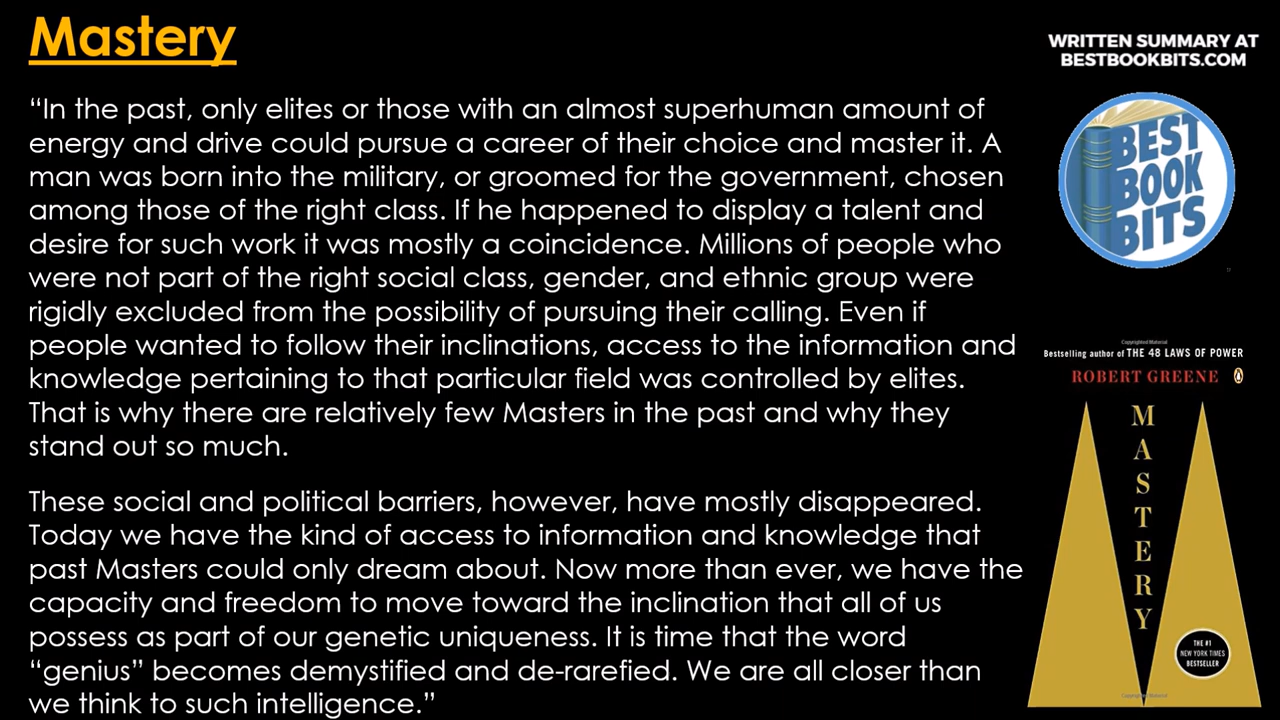 Mastery
“In the past, only elites or those with an almost superhuman amount of
energy and drive could pursue a career of their choice and master it. A
man was born into the military, or groomed for the government, chosen
among those of the right class. If he happened to display a talent and
desire for such work it was mostly a coincidence. Millions of people who
were not part of the right social class, gender, and ethnic group were
rigidly excluded from the possibility of pursuing their calling. Even if
people wanted to follow their inclinations, access to the information and
knowledge pertaining to that particular field was controlled by elites.
That is why there are relatively few Masters in the past and why they
stand out so much.
These social and political barriers, however, have mostly disappeared.
Today we have the kind of access to information and knowledge that
past Masters could only dream about. Now more than ever, we have the
capacity and freedom to move toward the inclination that all of us
possess as part of our genetic uniqueness. It is time that the word
“genius” becomes demystified and de-rarefied. We are all closer than
we think to such intelligence.”
WRITTEN SUMMARY AT
BESTBOOKBITS.COM
BEST
BOOK
BITS
Copyrighted Material
Bestselling author of THE 48 LAWS OF POWER
ROBERT GREENE
M
A
S
T
E
R
Y
THE #1
NEW YORK TIMES
BESTSELLER
Copyrighted Material